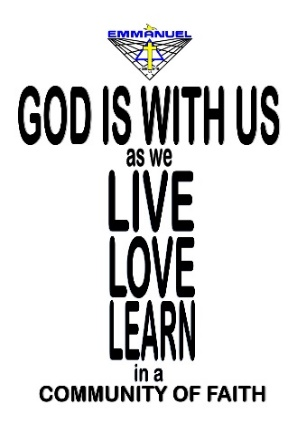 EMMANUEL
GOD IS WITH US
as we
LIVE
LOVE
LEARN
in a
COMMUNITY OF FAITH